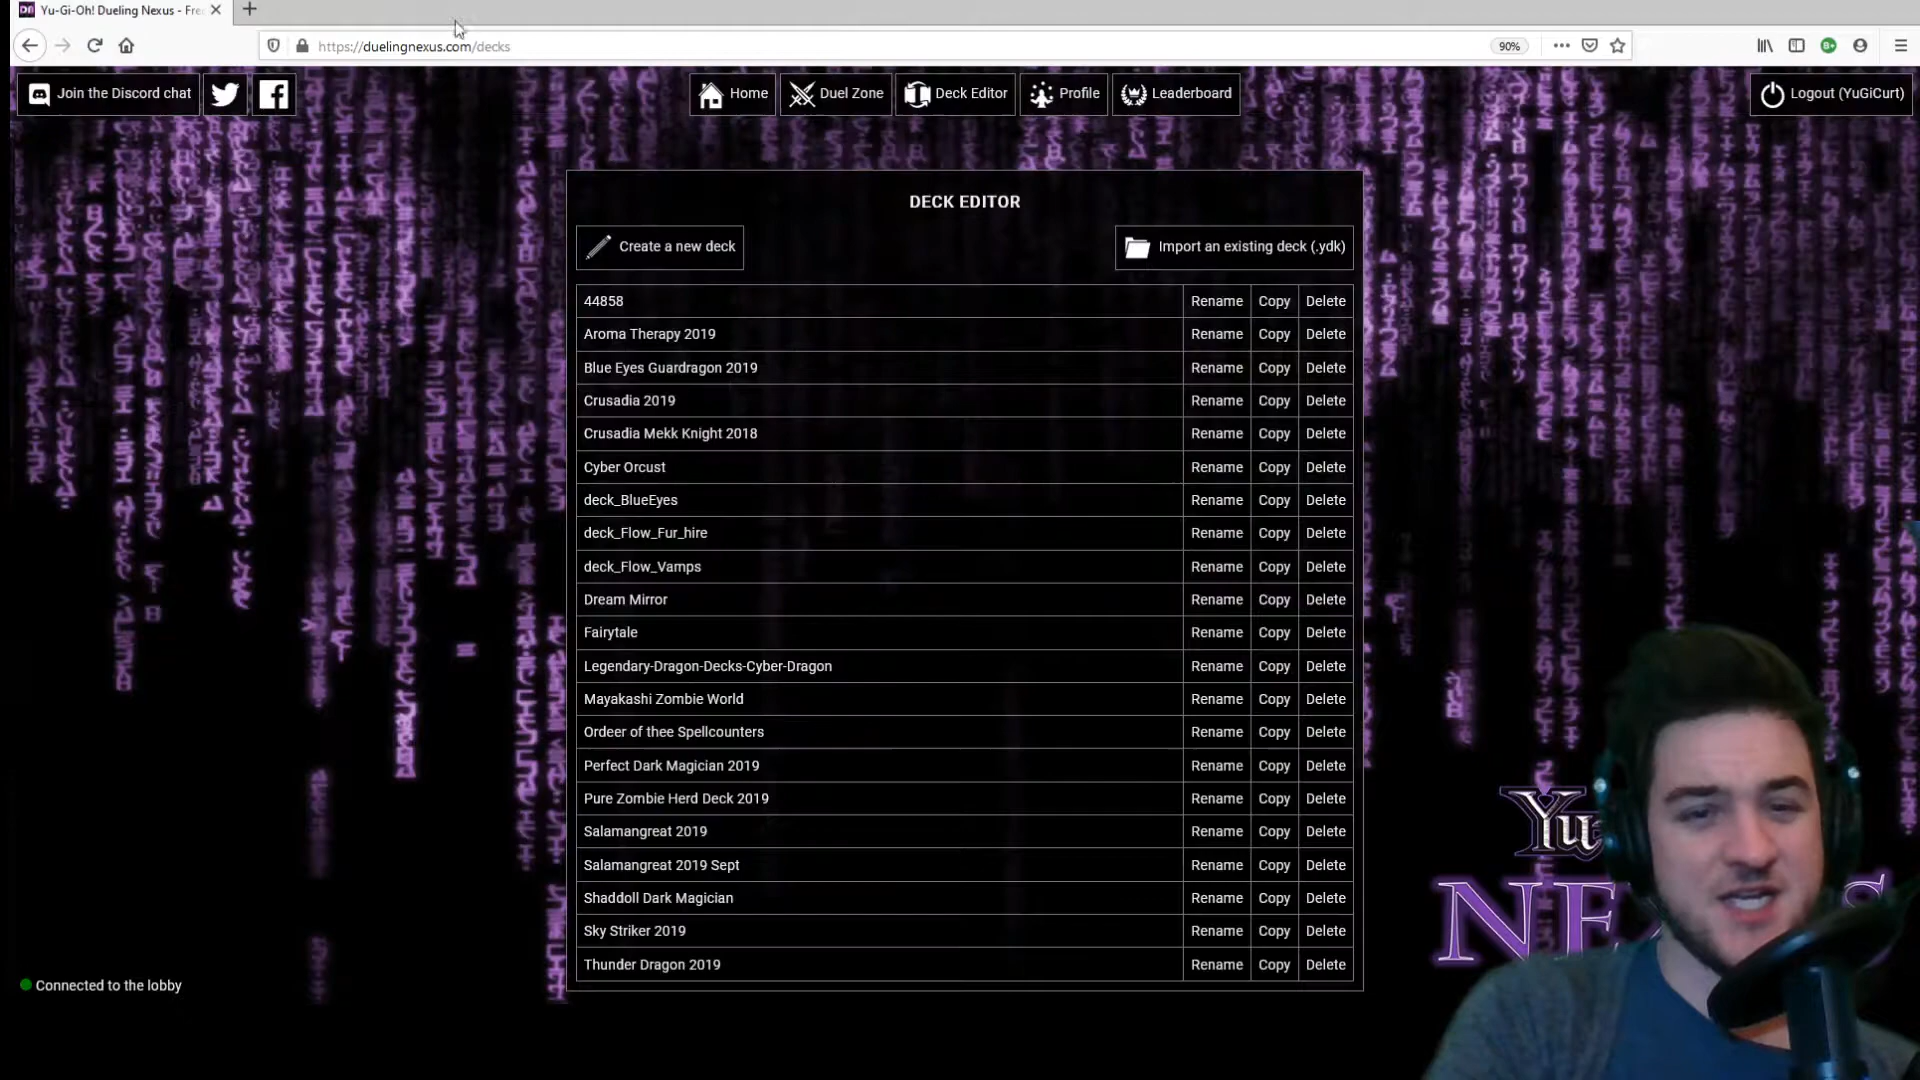 Yu-Gi-Oh! Dueling Nexus - Fre
https://duelingnexus.com/decks
90%
Join the Discord chat
Home
Duel Zone
Deck Editor
Profile
Leaderboard
Logout (YuGiCurt)
DECK EDITOR
Create a new deck
Import an existing deck (.ydk)
44858 Rename Copy Delete
Aroma Therapy 2019 Rename Copy Delete
Blue Eyes Guardragon 2019 Rename Copy Delete
Crusadia 2019 Rename Copy Delete
Crusadia Mekk Knight 2018 Rename Copy Delete
Cyber Orcust Rename Copy Delete
deck_BlueEyes Rename Copy Delete
deck_Flow_Fur_hire Rename Copy Delete
deck_Flow_Vamps Rename Copy Delete
Dream Mirror Rename Copy Delete
Fairytale Rename Copy Delete
Legendary-Dragon-Decks-Cyber-Dragon Rename Copy Delete
Mayakashi Zombie World Rename Copy Delete
Ordeer of thee Spellcounters Rename Copy Delete
Perfect Dark Magician 2019 Rename Copy Delete
Pure Zombie Herd Deck 2019 Rename Copy Delete
Salamangreat 2019 Rename Copy Delete
Salamangreat 2019 Sept Rename Copy Delete
Shaddoll Dark Magician Rename Copy Delete
Sky Striker 2019 Rename Copy Delete
Thunder Dragon 2019 Rename Copy Delete
Yu
Connected to the lobby